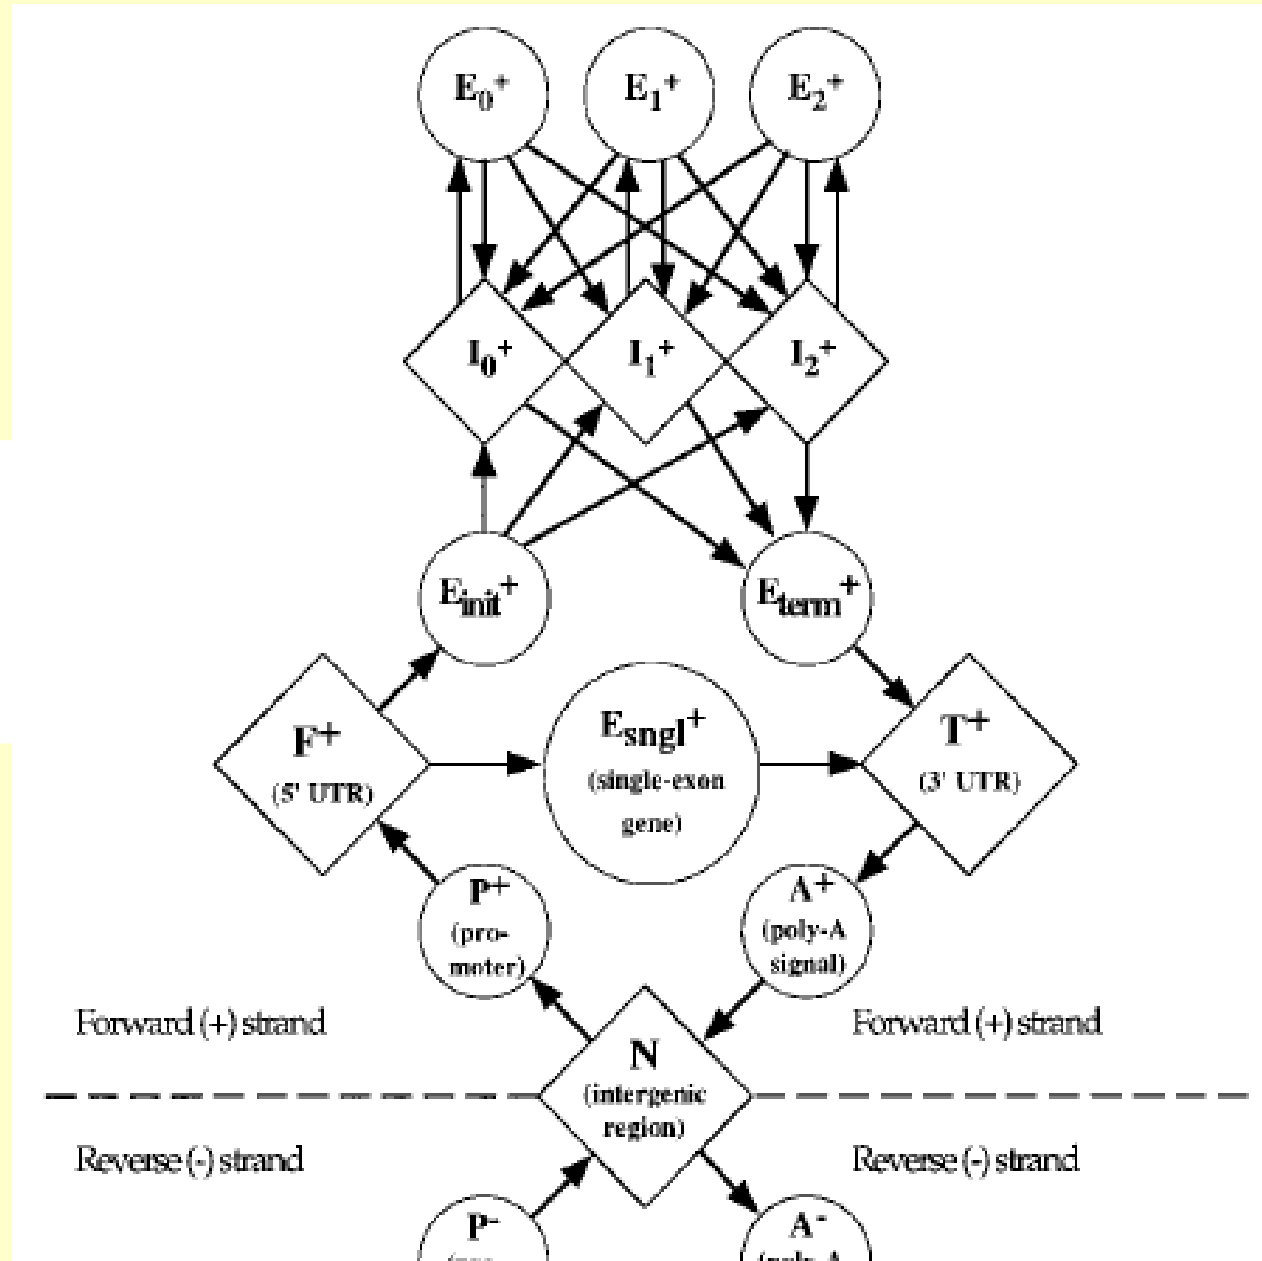 E0+ E1+ E2+
I0+ I1+ I2+
Einit+ Eterm+
F+
(5' UTR)
Esngl+
(single-exon
gene)
T+
(3' UTR)
P+
(pro-
moter)
A+
(poly-A
signal)
Forward (+) strand
Forward (+) strand
N
(intergenic
region)
Reverse (-) strand
Reverse (-) strand
P-
A-
(poly-A